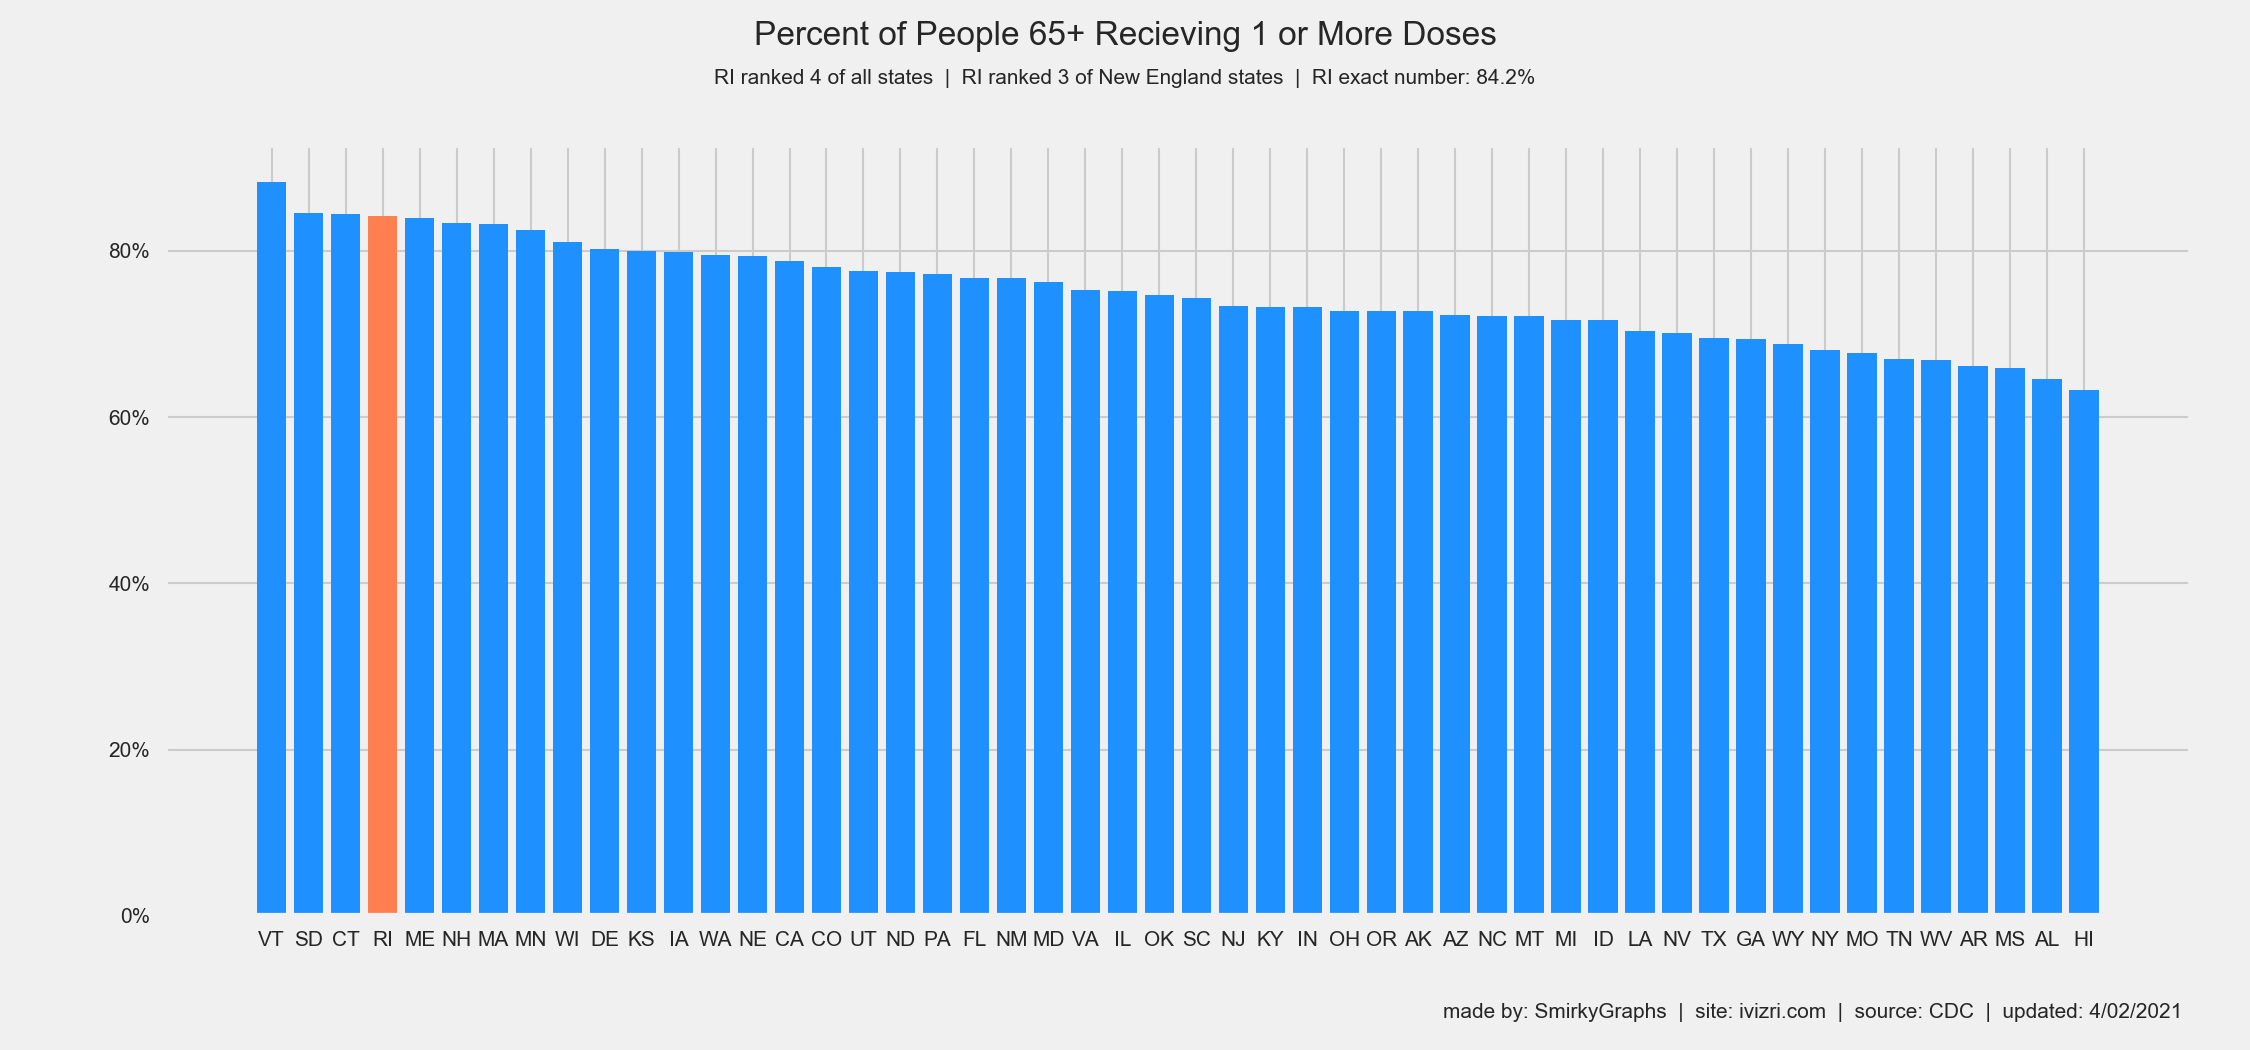 Percent of People 65+ Recieving 1 or More Doses
RI ranked 4 of all states | RI ranked 3 of New England states | RI exact number: 84.2%
80%
60%
40%
20%
0%
VT SD CT RI ME NH MA MN WI DE KS IA WA NE CA CO UT ND PA FL NM MD VA IL OK SC NJ KY IN OH OR AK AZ NC MT MI ID LA NV TX GA WY NY MO TN WV AR MS AL HI
made by: SmirkyGraphs | site: ivizri.com | source: CDC | updated: 4/02/2021